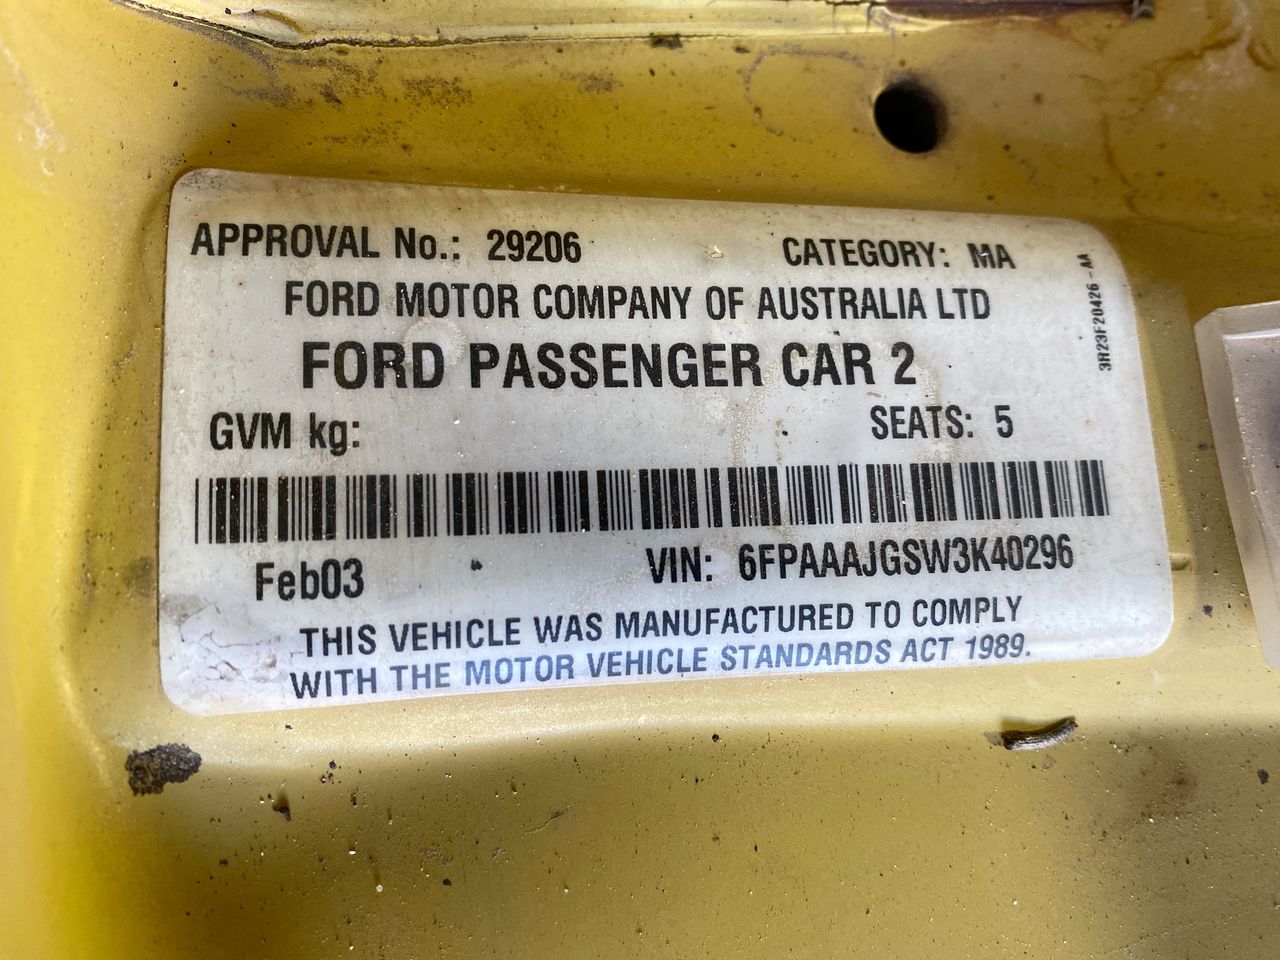 APPROVAL No.: 29206 CATEGORY: MA
FORD MOTOR COMPANY OF AUSTRALIA LTD
FORD PASSENGER CAR 2
GVM kg: SEATS: 5
Feb03 VIN: 6FPAAAJGSW3K40296
THIS VEHICLE WAS MANUFACTURED TO COMPLY
WITH THE MOTOR VEHICLE STANDARDS ACT 1989.
3R23F20426-AA